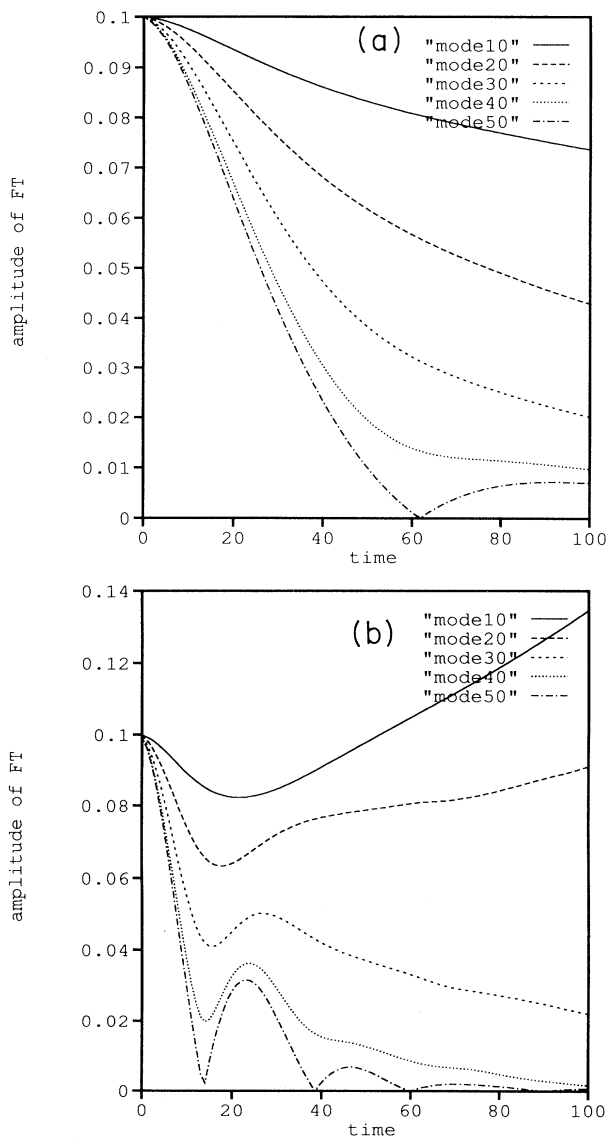 (a)
"mode10"
"mode20"
"mode30"
"mode40"
"mode50"
amplitude of FT
0.1
0.09
0.08
0.07
0.06
0.05
0.04
0.03
0.02
0.01
0
0 20 40 60 80 100
time
(b)
"mode10"
"mode20"
"mode30"
"mode40"
"mode50"
amplitude of FT
0.14
0.12
0.1
0.08
0.06
0.04
0.02
0
0 20 40 60 80 100
time